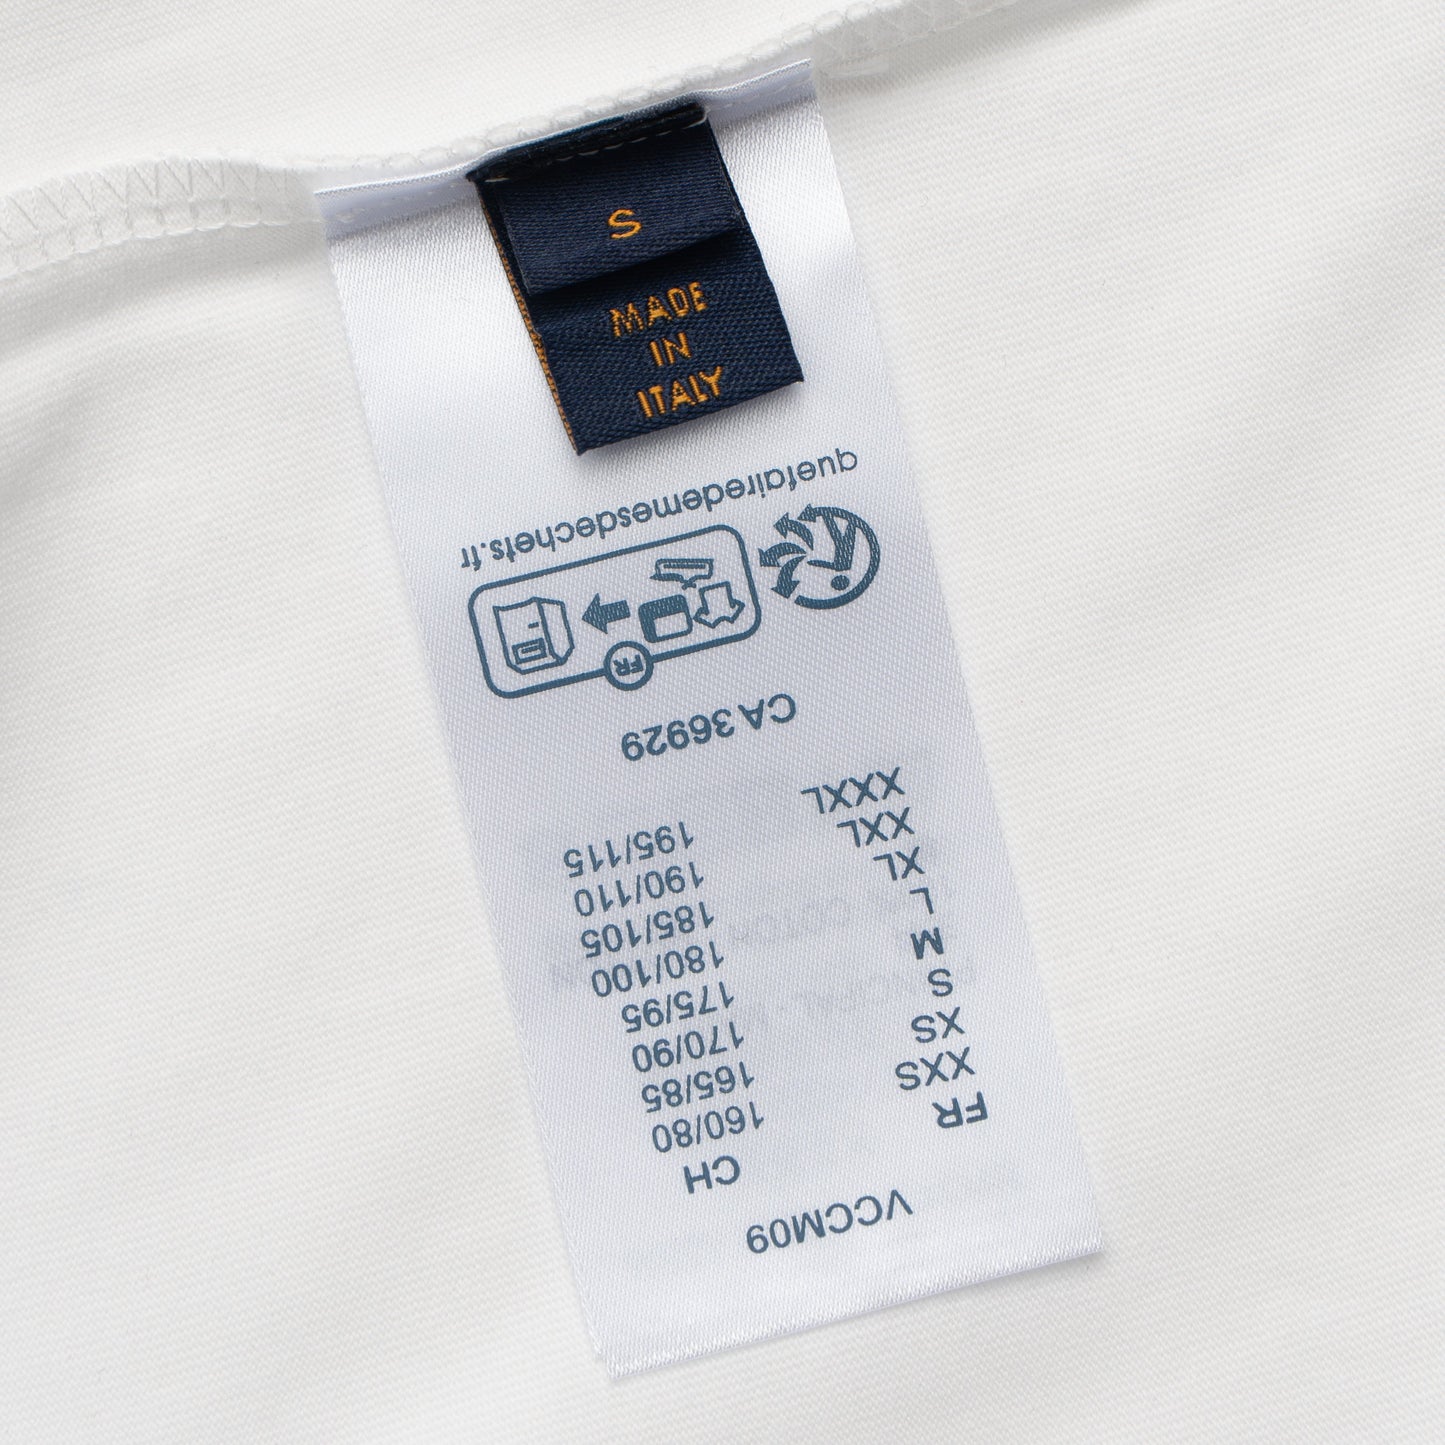 S
MADE
IN
ITALY
VCCM09
FR CH
XXS 160/80
XS 165/85
S 170/90
M 175/95
L 180/100
XL 185/105
XXL 190/110
XXXL 195/115
CA 36929
FR
quefairedemesdechets.fr